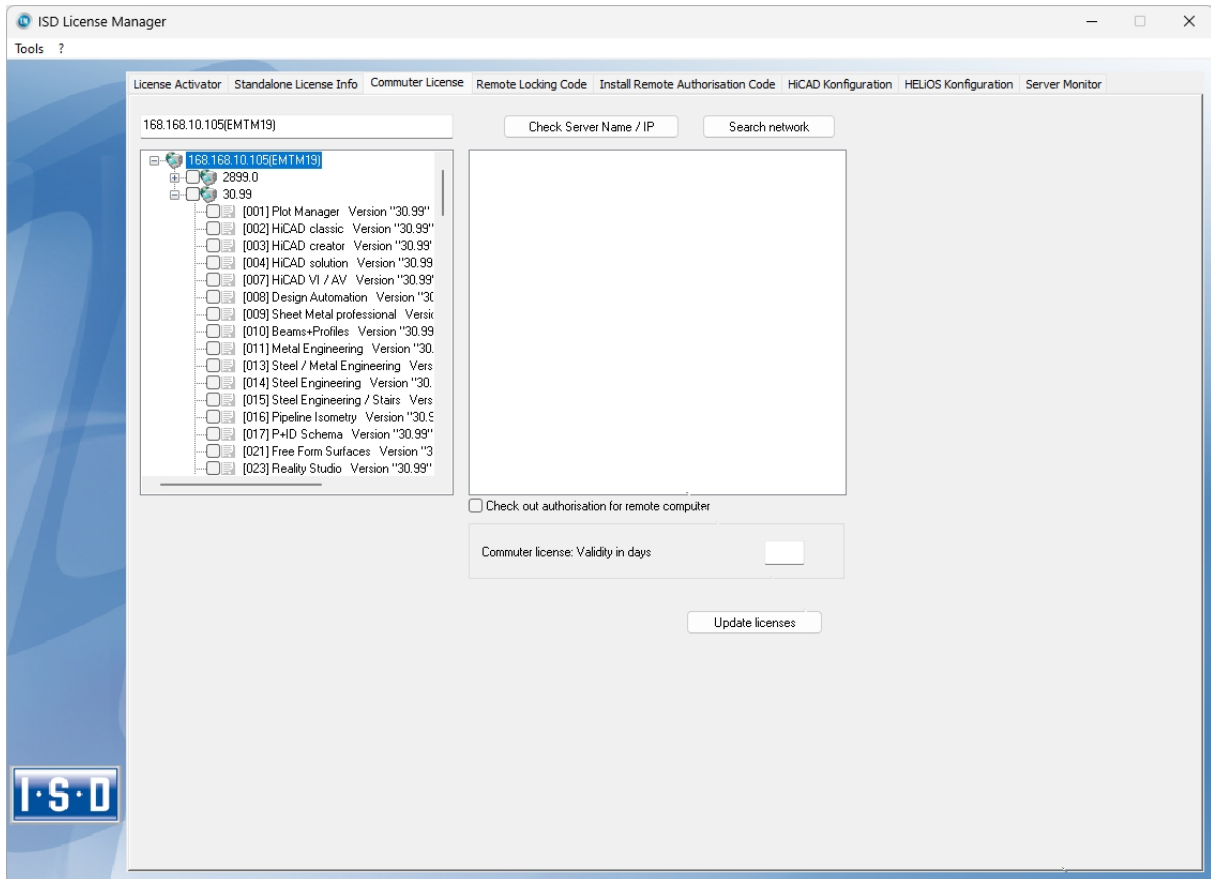 ISD License Manager
Tools ?
License Activator Standalone License Info Commuter License Remote Locking Code Install Remote Authorisation Code HiCAD Konfiguration HELiOS Konfiguration Server Monitor
168.168.10.105(EMTM19) Check Server Name / IP Search network
168.168.10.105(EMTM19)
2899.0
30.99
[001] Plot Manager Version "30.99"
[002] HiCAD classic Version "30.99"
[003] HiCAD creator Version "30.99'
[004] HiCAD solution Version "30.99
[007] HiCAD VI / AV Version "30.99'
[008] Design Automation Version "30
[009] Sheet Metal professional Versio
[010] Beams+Profiles Version "30.99
[011] Metal Engineering Version "30.
[013] Steel / Metal Engineering Vers
[014] Steel Engineering Version "30.
[015] Steel Engineering / Stairs Vers
[016] Pipeline Isometry Version "30.9
[017] P+ID Schema Version "30.99"
[021] Free Form Surfaces Version "3
[023] Reality Studio Version "30.99"
Check out authorisation for remote computer
Commuter license: Validity in days
Update licenses
I·S·D